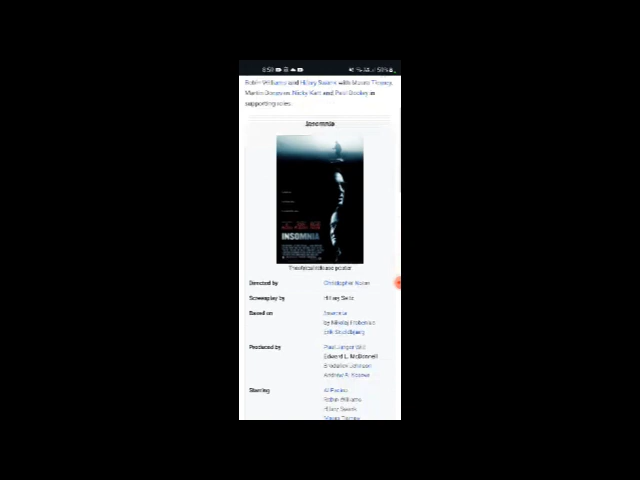 Robin Williams and Hilary Swank with Maura Tierney,
Martin Donovan, Nicky Katt and Paul Dooley in
supporting roles.
Insomnia
INSOMNIA
Theatrical release poster
Directed by Christopher Nolan
Screenplay by Hillary Seitz
Based on Insomnia
by Nikolaj Frobenius
Erik Skjoldbjærg
Produced by Paul Junger Witt
Edward L. McDonnell
Broderick Johnson
Andrew A. Kosove
Starring Al Pacino
Robin Williams
Hilary Swank
Maura Tierney